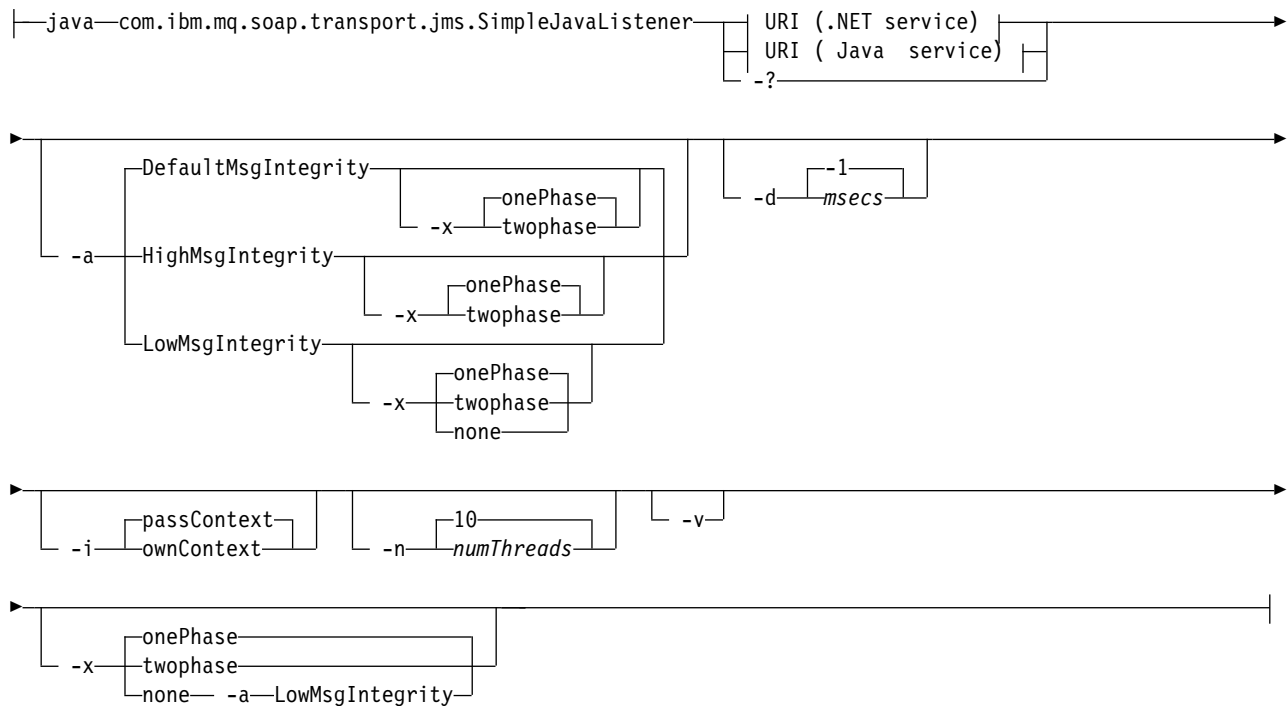 java com.ibm.mq.soap.transport.jms.SimpleJavaListener URI (.NET service)
URI ( Java service)
-?
DefaultMsgIntegrity -1
onePhase -d msecs
-x twophase
-a HighMsgIntegrity
onePhase
-x twophase
LowMsgIntegrity
onePhase
-x twophase
none
passContext 10 -v
-i ownContext -n numThreads
onePhase
-x twophase
none -a LowMsgIntegrity